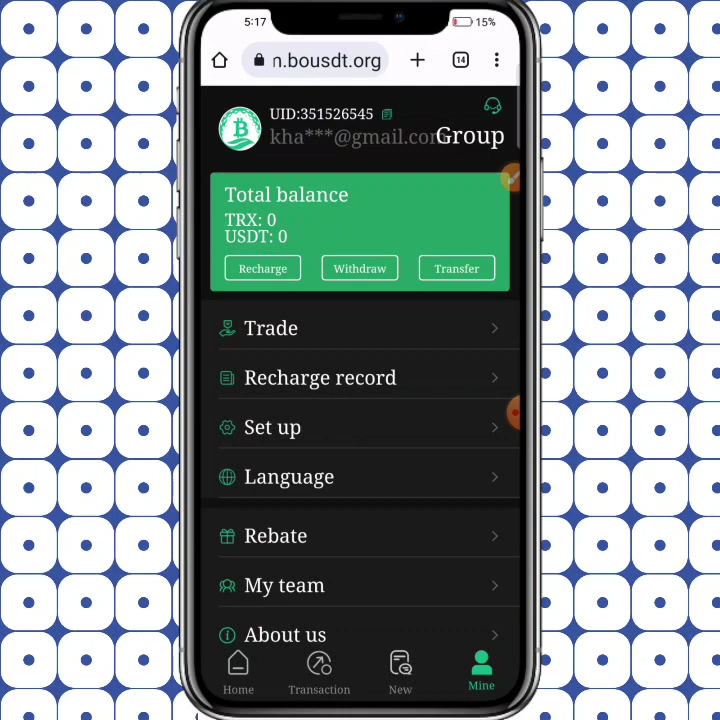 5:17
15%
n.bousdt.org
14
UID:351526545
kha***@gmail.com
Group
Total balance
TRX: 0
USDT: 0
Recharge
Withdraw
Transfer
Trade
Recharge record
Set up
Language
Rebate
My team
About us
Home
Transaction
New
Mine